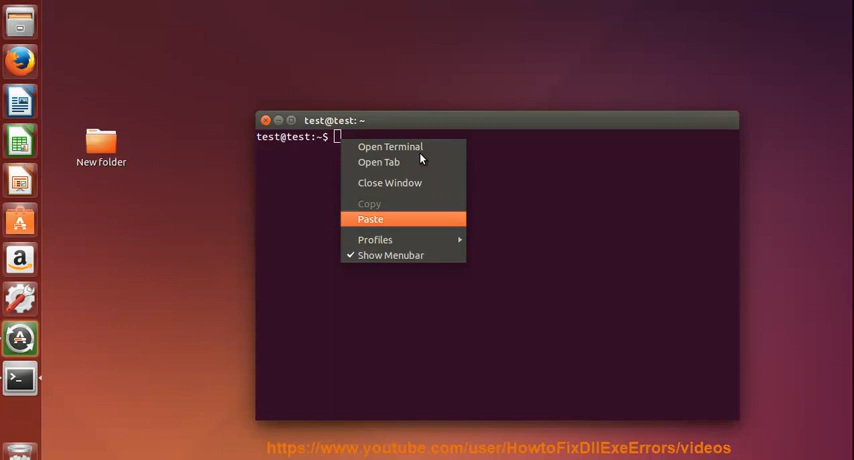 test@test: ~
test@test:~$
Open Terminal
Open Tab
Close Window
Copy
Paste
Profiles
Show Menubar
New folder
https://www.youtube.com/user/HowtoFixDllExeErrors/videos